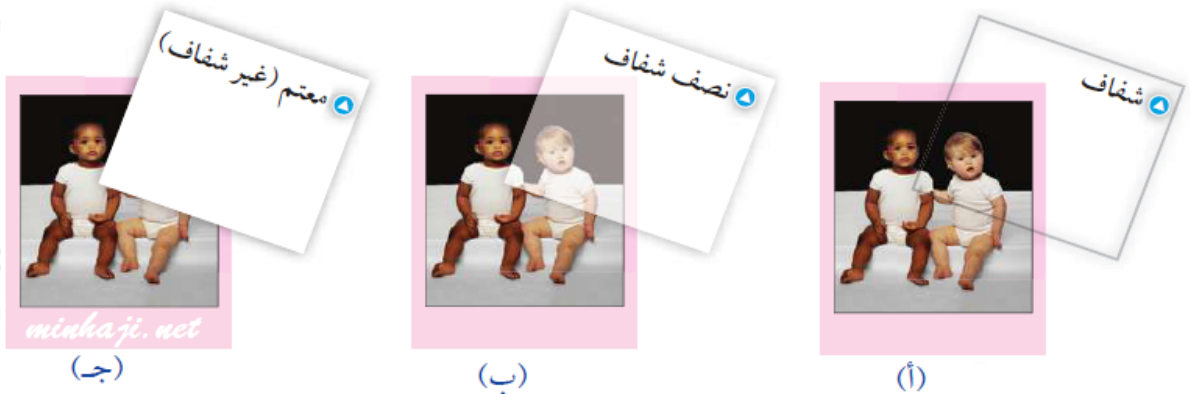 شفاف
نصف شفاف
معتم (غير شفاف)
minhaji.net
(أ)
(ب)
(جـ)